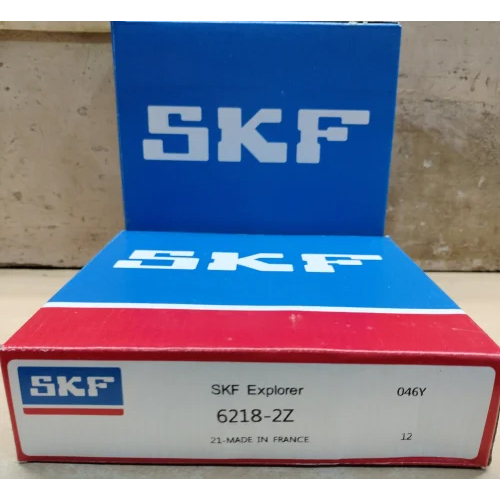 SKF
SKF
SKF
SKF Explorer 046Y
6218-2Z
21-MADE IN FRANCE 12